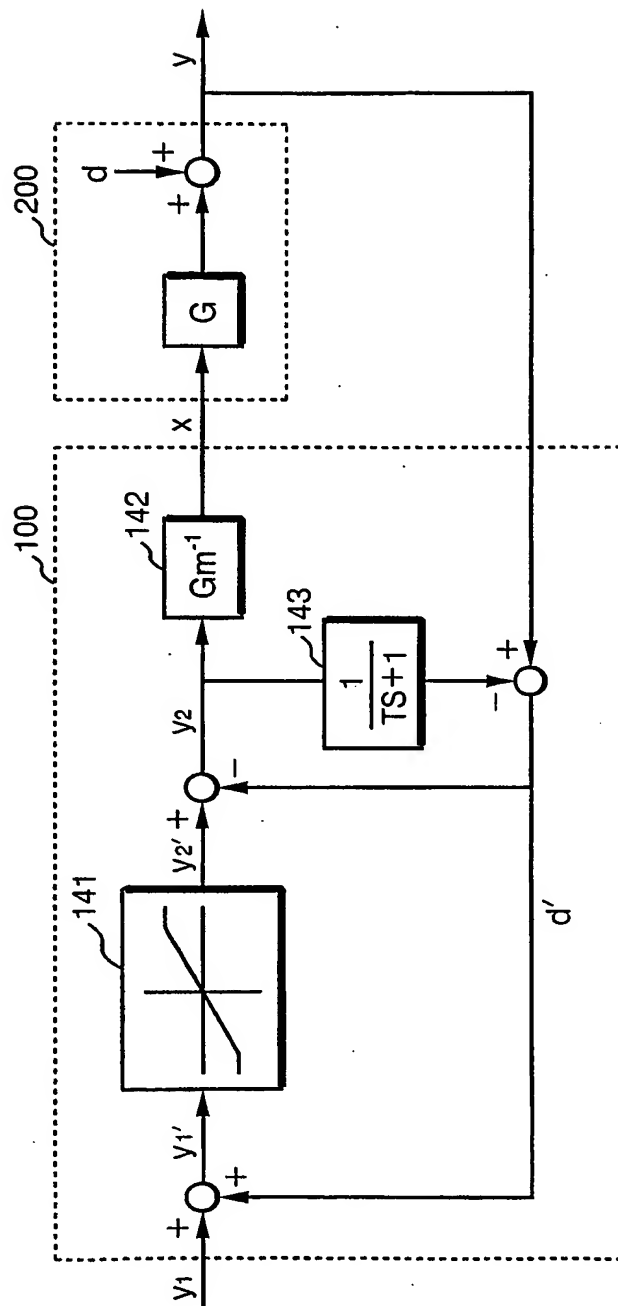 100
200
y1
+
+
y1'
141
y2'
+
-
y2
142
Gm⁻¹
x
G
+
d
+
y
143
1
TS+1
-
+
d'